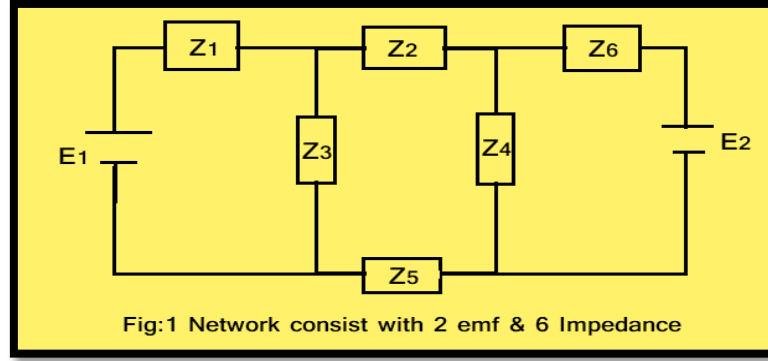 Z1
Z2
Z6
E1
Z3
Z4
E2
Z5
Fig:1 Network consist with 2 emf & 6 Impedance